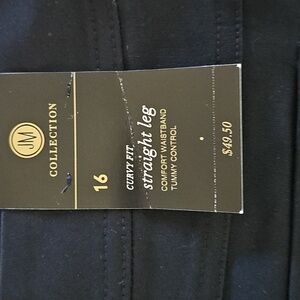 JM
COLLECTION
16
CURVY FIT
straight leg
COMFORT WAISTBAND
TUMMY CONTROL
$49.50